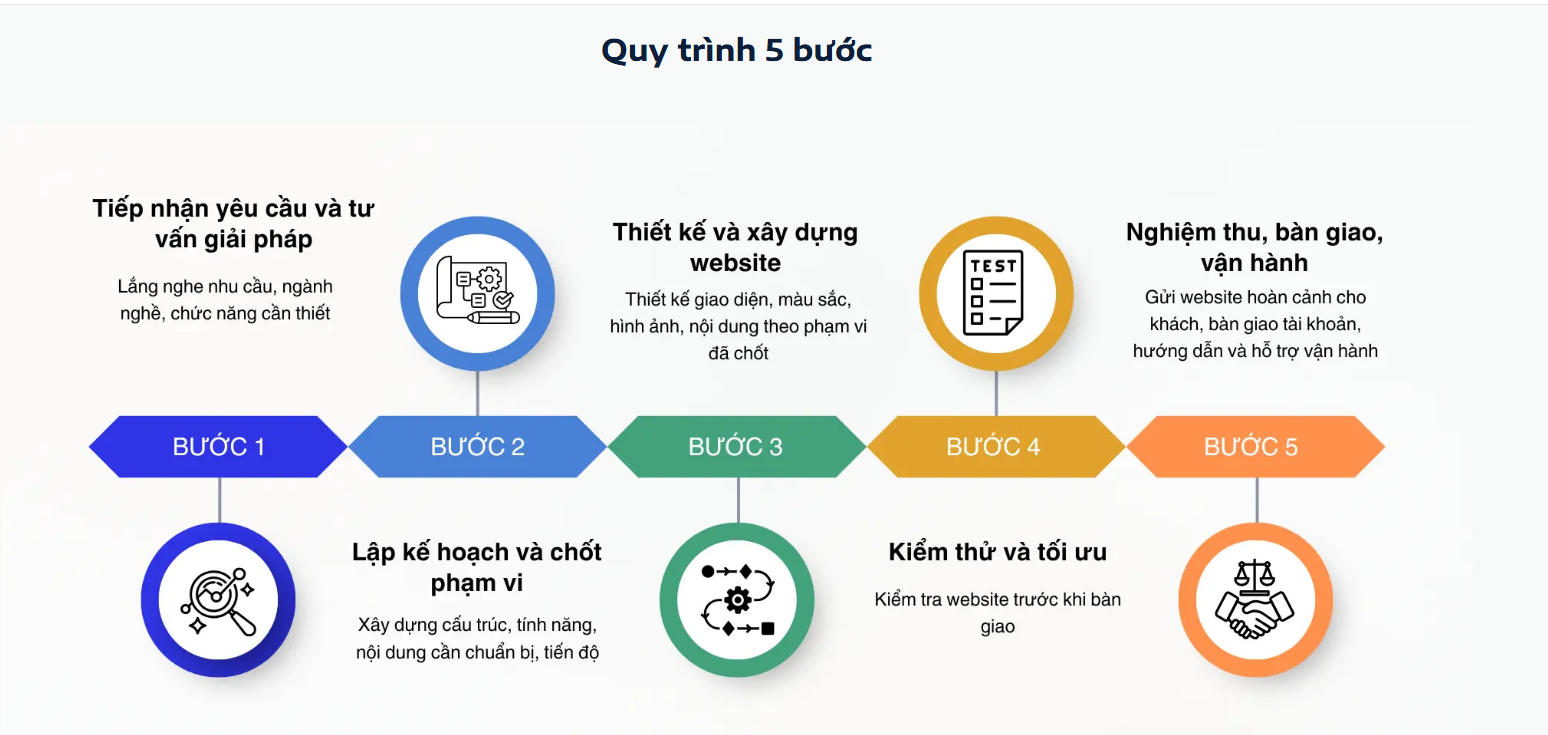 Quy trình 5 bước
Tiếp nhận yêu cầu và tư
vấn giải pháp
Lắng nghe nhu cầu, ngành
nghề, chức năng cần thiết
TEST
Thiết kế và xây dựng
website
Thiết kế giao diện, màu sắc,
hình ảnh, nội dung theo phạm vi
đã chốt
Nghiệm thu, bàn giao,
vận hành
Gửi website hoàn cảnh cho
khách, bàn giao tài khoản,
hướng dẫn và hỗ trợ vận hành
BƯỚC 1
BƯỚC 2
BƯỚC 3
BƯỚC 4
BƯỚC 5
Lập kế hoạch và chốt
phạm vi
Xây dựng cấu trúc, tính năng,
nội dung cần chuẩn bị, tiến độ
Kiểm thử và tối ưu
Kiểm tra website trước khi bàn
giao